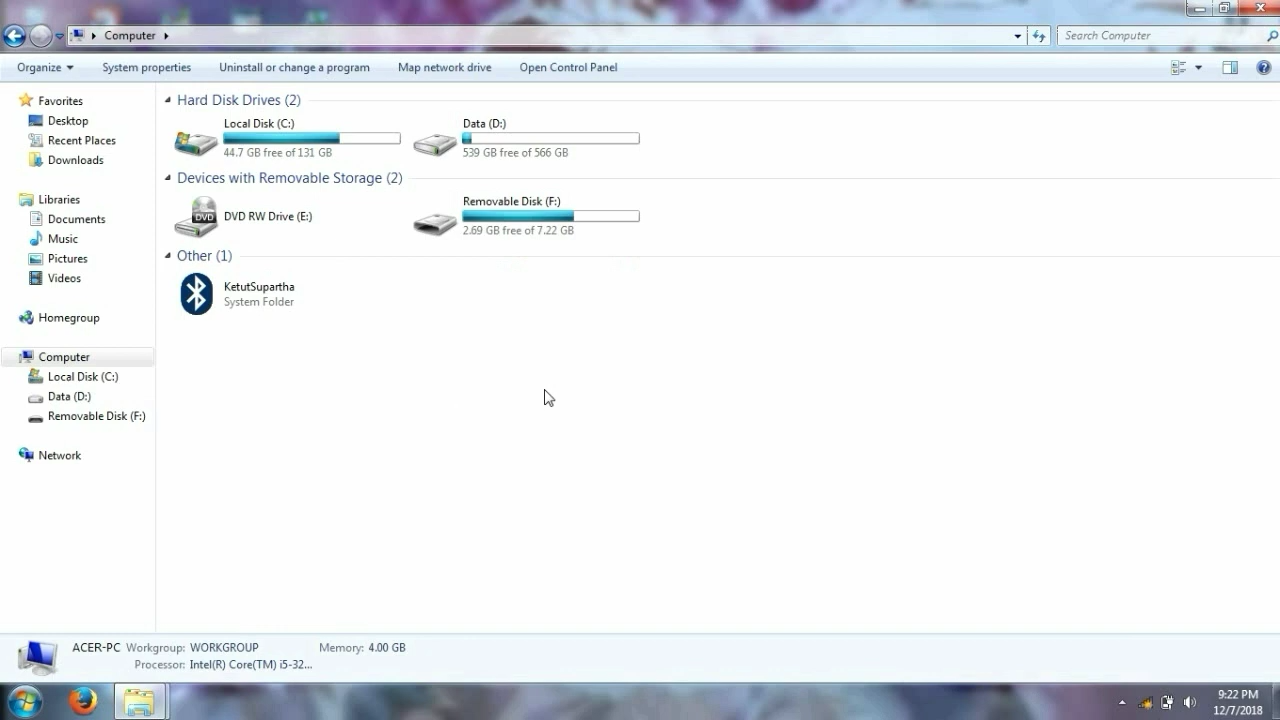 Computer
Search Computer
Organize
System properties
Uninstall or change a program
Map network drive
Open Control Panel
Favorites
Desktop
Recent Places
Downloads
Libraries
Documents
Music
Pictures
Videos
Homegroup
Computer
Local Disk (C:)
Data (D:)
Removable Disk (F:)
Network
Hard Disk Drives (2)
Local Disk (C:)
44.7 GB free of 131 GB
Data (D:)
539 GB free of 566 GB
Devices with Removable Storage (2)
DVD
DVD RW Drive (E:)
Removable Disk (F:)
2.69 GB free of 7.22 GB
Other (1)
KetutSupartha
System Folder
ACER-PC Workgroup: WORKGROUP Memory: 4.00 GB
Processor: Intel(R) Core(TM) i5-32...
9:22 PM
12/7/2018